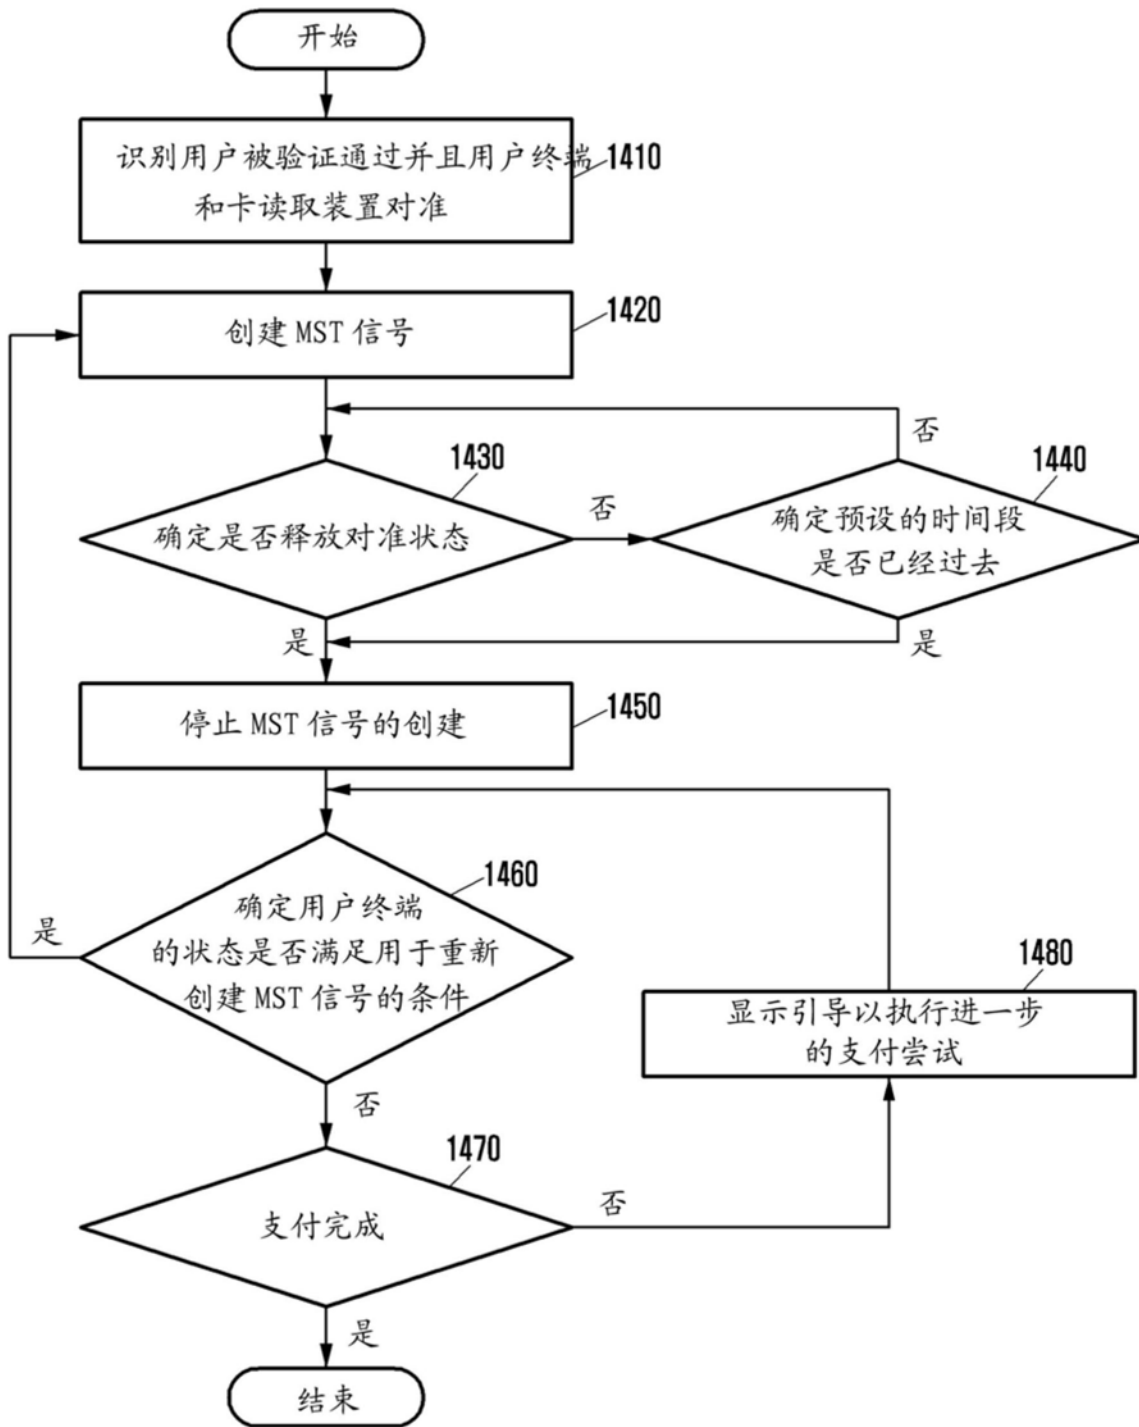 开始
识别用户被验证通过并且用户终端
和卡读取装置对准
1410
创建 MST 信号
1420
否
1430
确定是否释放对准状态
否
1440
确定预设的时间段
是否已经过去
是
是
停止 MST 信号的创建
1450
1460
确定用户终端
的状态是否满足用于重新
创建 MST 信号的条件
是
否
1480
显示引导以执行进一步
的支付尝试
1470
支付完成
否
是
结束